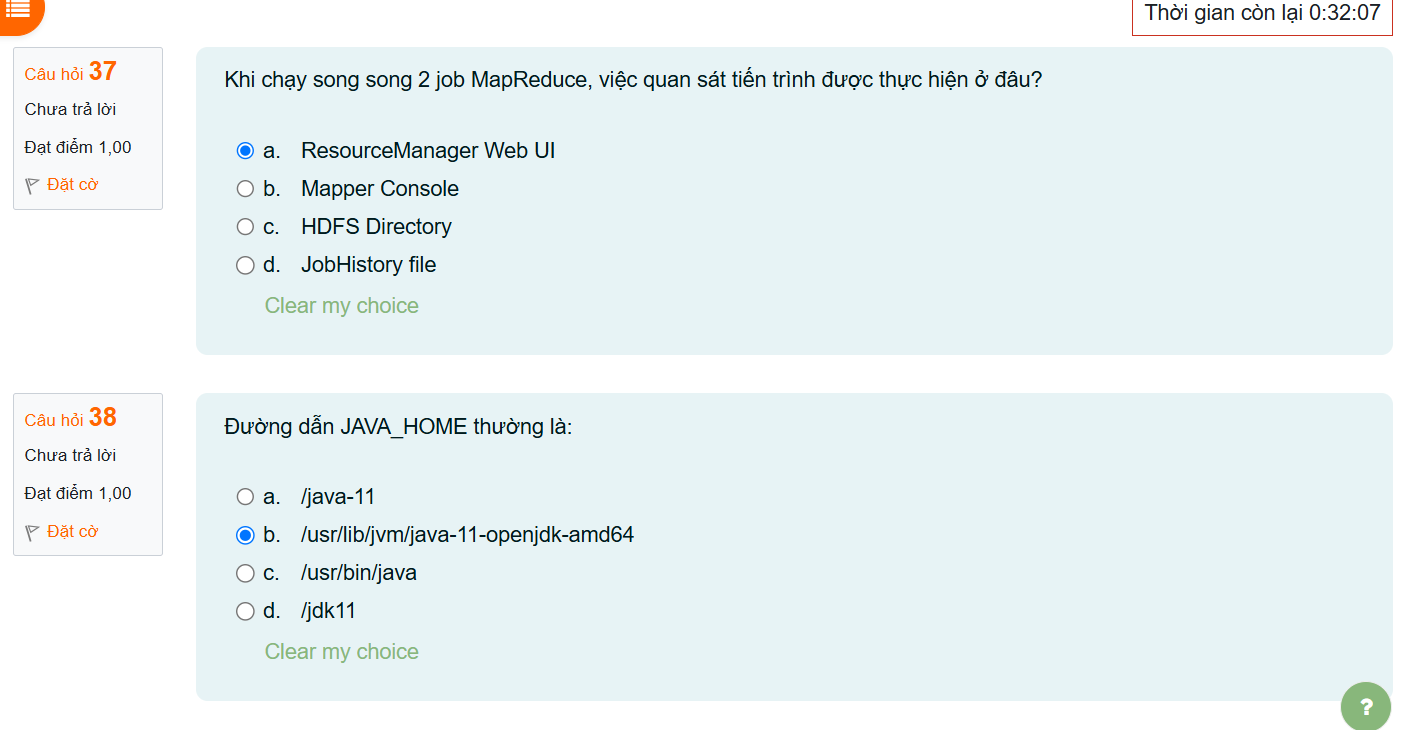 Thời gian còn lại 0:32:07
Câu hỏi 37
Chưa trả lời
Đạt điểm 1,00
Đặt cờ
Khi chạy song song 2 job MapReduce, việc quan sát tiến trình được thực hiện ở đâu?
a. ResourceManager Web UI
b. Mapper Console
c. HDFS Directory
d. JobHistory file
Clear my choice
Câu hỏi 38
Chưa trả lời
Đạt điểm 1,00
Đặt cờ
Đường dẫn JAVA_HOME thường là:
a. /java-11
b. /usr/lib/jvm/java-11-openjdk-amd64
c. /usr/bin/java
d. /jdk11
Clear my choice
?